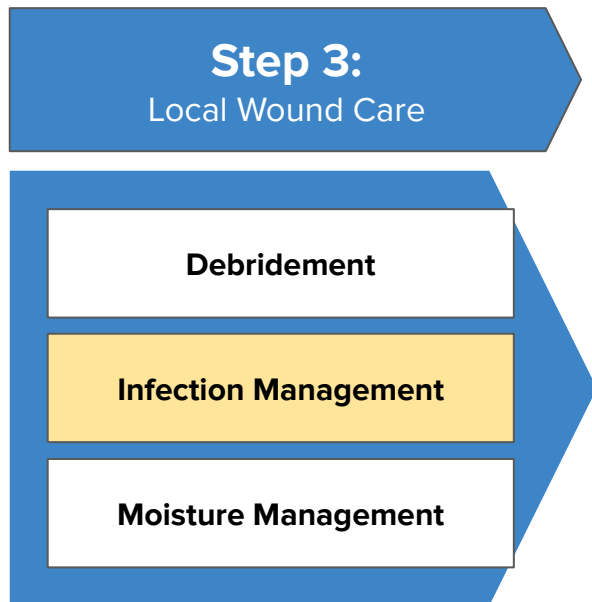 Step 3:
Local Wound Care
Debridement
Infection Management
Moisture Management